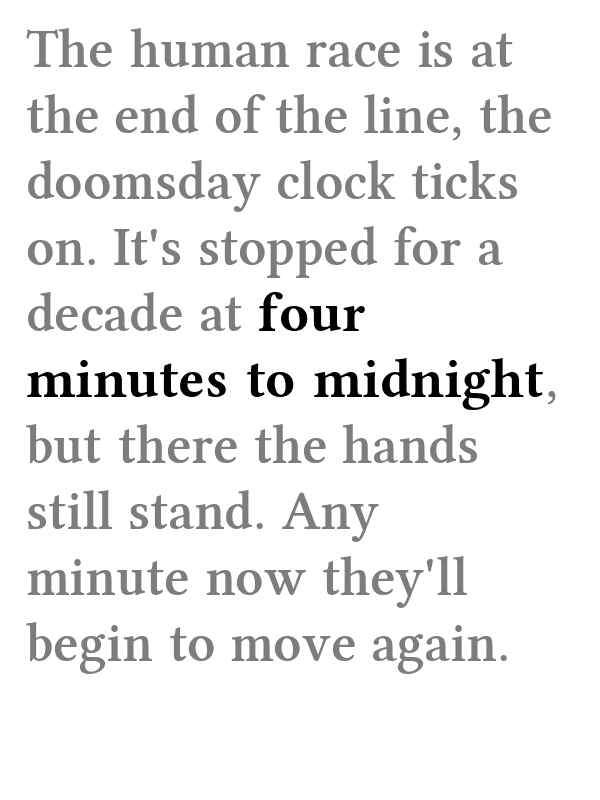 The human race is at
the end of the line, the
doomsday clock ticks
on. It's stopped for a
decade at four
minutes to midnight,
but there the hands
still stand. Any
minute now they'll
begin to move again.